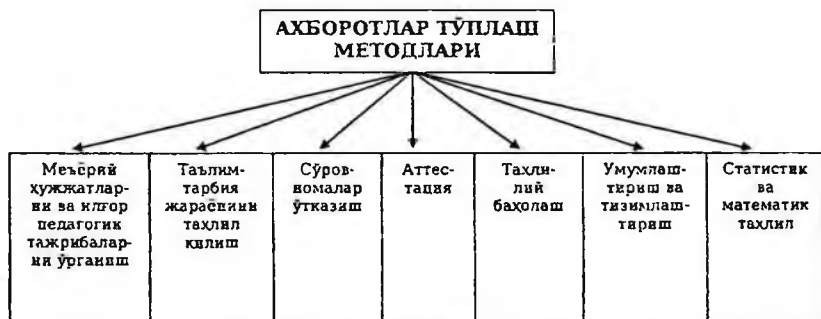 АХБОРОТЛАР ТЎПЛАШ
МЕТОДЛАРИ
Меъёрий
ҳужжатлар-
ни ва илғор
педагогик
тажрибалар-
ни ўрганиш
Таълим-
тарбия
жараёнини
таҳлил
қилиш
Сўров-
номалар
ўтказиш
Аттес-
тация
Таҳли-
лий
баҳолаш
Умумлаш-
тириш ва
тизимлаш-
тириш
Статистик
ва
математик
таҳлил